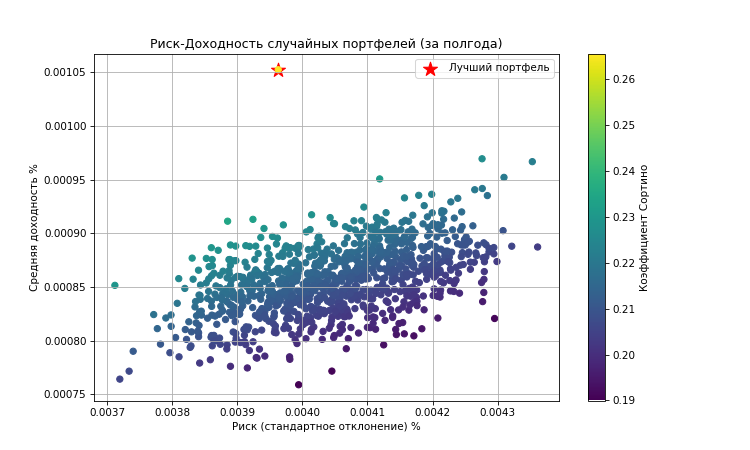 Риск-Доходность случайных портфелей (за полгода)
Лучший портфель
0.00105
0.00100
0.00095
0.00090
0.00085
0.00080
0.00075
Средняя доходность %
0.0037 0.0038 0.0039 0.0040 0.0041 0.0042 0.0043
Риск (стандартное отклонение) %
0.26
0.25
0.24
0.23
0.22
0.21
0.20
0.19
Коэффициент Сортино